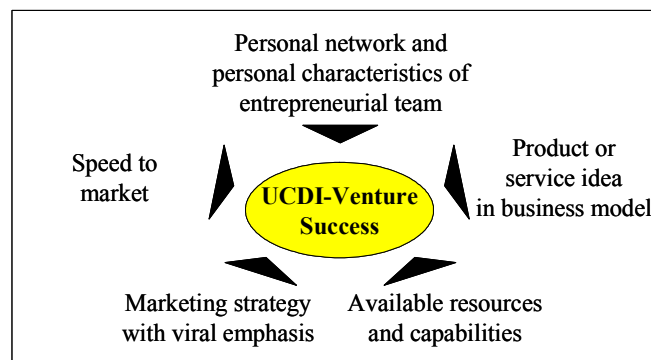 Personal network and
personal characteristics of
entrepreneurial team
Speed to
market
Product or
service idea
in business model
UCDI-Venture
Success
Marketing strategy
with viral emphasis
Available resources
and capabilities